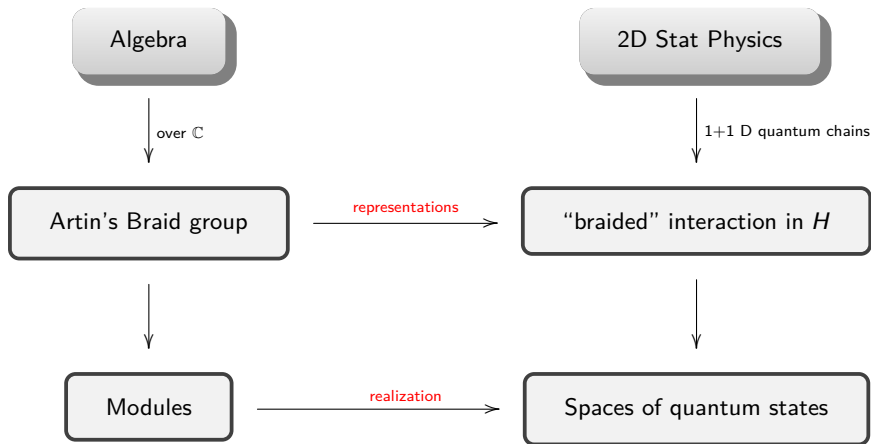 Algebra
2D Stat Physics
over ℂ
1+1 D quantum chains
Artin's Braid group
representations
“braided” interaction in H
Modules
realization
Spaces of quantum states